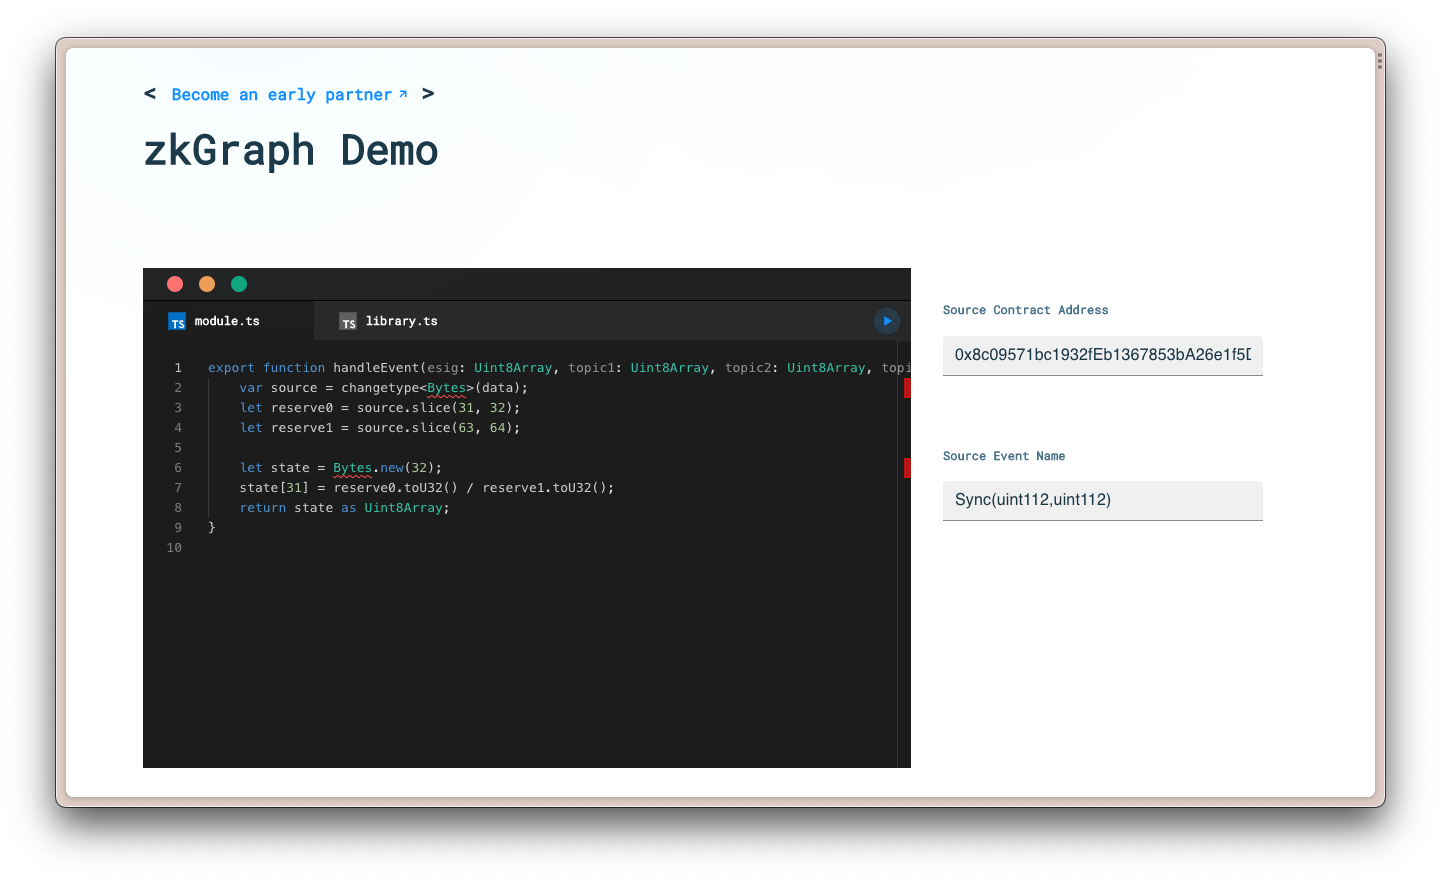 < Become an early partner ↗ >
zkGraph Demo
TS module.ts
TS library.ts
1 export function handleEvent(esig: Uint8Array, topic1: Uint8Array, topic2: Uint8Array, topi
2 var source = changetype<Bytes>(data);
3 let reserve0 = source.slice(31, 32);
4 let reserve1 = source.slice(63, 64);
5
6 let state = Bytes.new(32);
7 state[31] = reserve0.toU32() / reserve1.toU32();
8 return state as Uint8Array;
9 }
10
Source Contract Address
0x8c09571bc1932fEb1367853bA26e1f5D
Source Event Name
Sync(uint112,uint112)